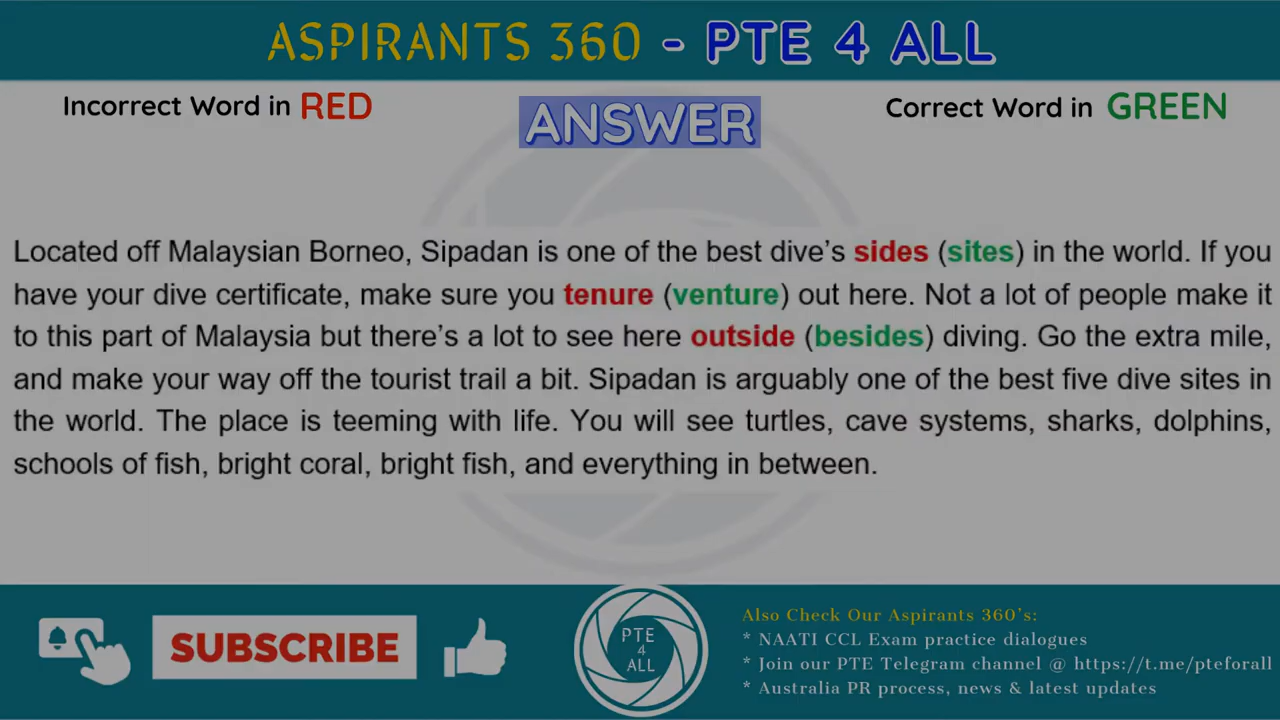 ASPIRANTS 360 - PTE 4 ALL
Incorrect Word in RED
ANSWER
Correct Word in GREEN
Located off Malaysian Borneo, Sipadan is one of the best dive's sides (sites) in the world. If you
have your dive certificate, make sure you tenure (venture) out here. Not a lot of people make it
to this part of Malaysia but there's a lot to see here outside (besides) diving. Go the extra mile,
and make your way off the tourist trail a bit. Sipadan is arguably one of the best five dive sites in
the world. The place is teeming with life. You will see turtles, cave systems, sharks, dolphins,
schools of fish, bright coral, bright fish, and everything in between.
SUBSCRIBE
PTE
4
ALL
Also Check Our Aspirants 360's:
* NAATI CCL Exam practice dialogues
* Join our PTE Telegram channel @ https://t.me/pteforall
* Australia PR process, news & latest updates